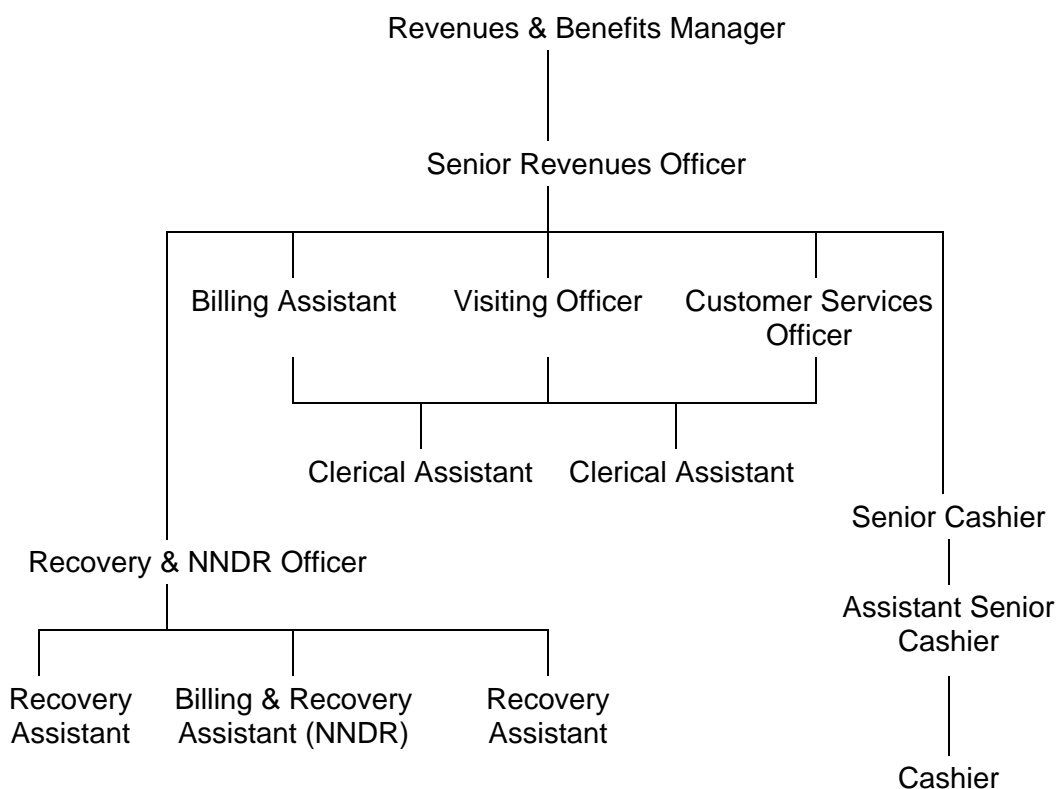 Revenues & Benefits Manager
Senior Revenues Officer
Billing Assistant
Visiting Officer
Customer Services
Officer
Clerical Assistant
Clerical Assistant
Senior Cashier
Recovery & NNDR Officer
Assistant Senior
Cashier
Recovery
Assistant
Billing & Recovery
Assistant (NNDR)
Recovery
Assistant
Cashier